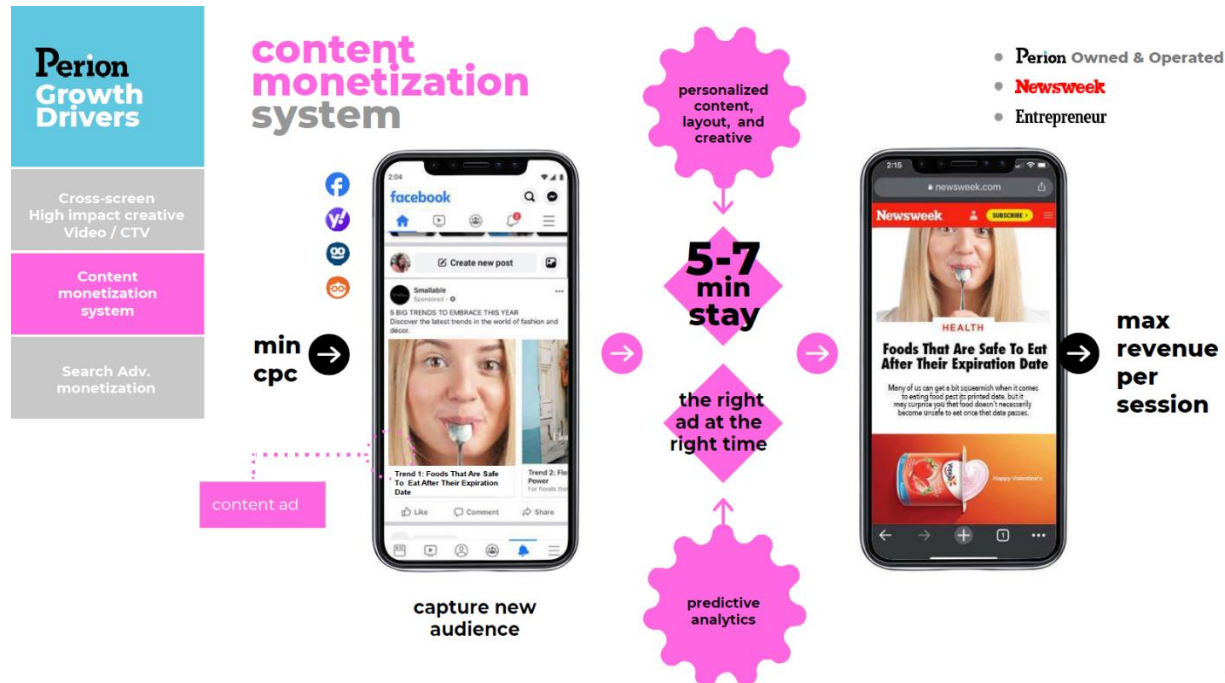 Perion
Growth
Drivers
Cross-screen
High impact creative
Video / CTV
Content
monetization
system
Search Adv.
monetization
content
monetization
system
personalized
content,
layout, and
creative
Perion Owned & Operated
Newsweek
Entrepreneur
min
cpc
2:04
facebook
2
Create new post
Smallable
Sponsored
5 BIG TRENDS TO EMBRACE THIS YEAR
Discover the latest trends in the world of fashion and
décor.
Trend 1: Foods That Are Safe
To Eat After Their Expiration
Date
Power
Like
Comment
Share
content ad
capture new
audience
5-7
min
stay
the right
ad at the
right time
predictive
analytics
2:15
newsweek.com
Newsweek
SUBSCRIBE >
HEALTH
Foods That Are Safe To Eat
After Their Expiration Date
Many of us can get a bit squeamish when it comes
to eating food past its printed date, but it
may surprise you that food doesn't necessarily
become unsafe to eat once that date passes.
Happy Valentine's
1
max
revenue
per
session